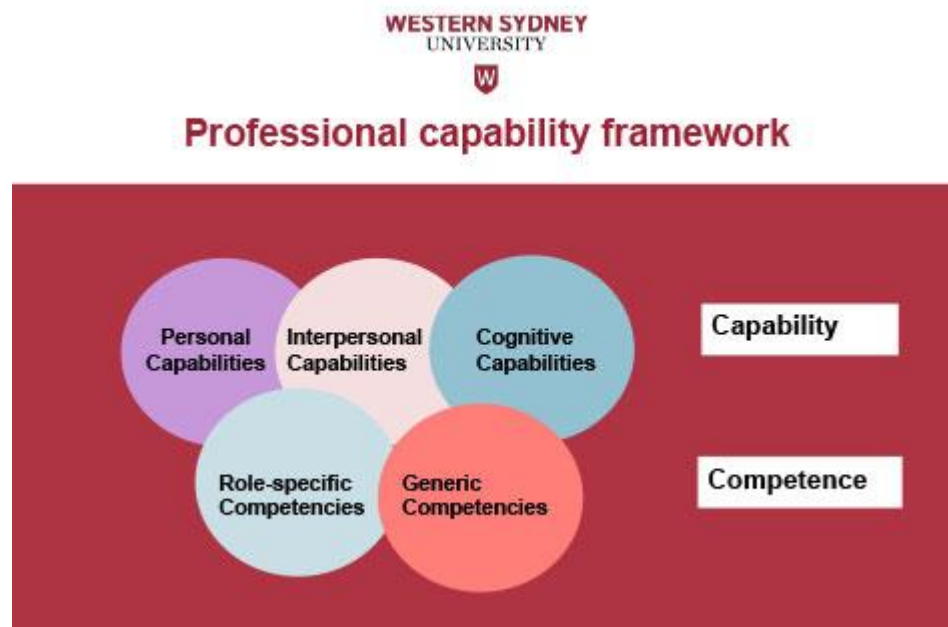 WESTERN SYDNEY
UNIVERSITY
W
Professional capability framework
Personal
Capabilities
Interpersonal
Capabilities
Cognitive
Capabilities
Capability
Role-specific
Competencies
Generic
Competencies
Competence